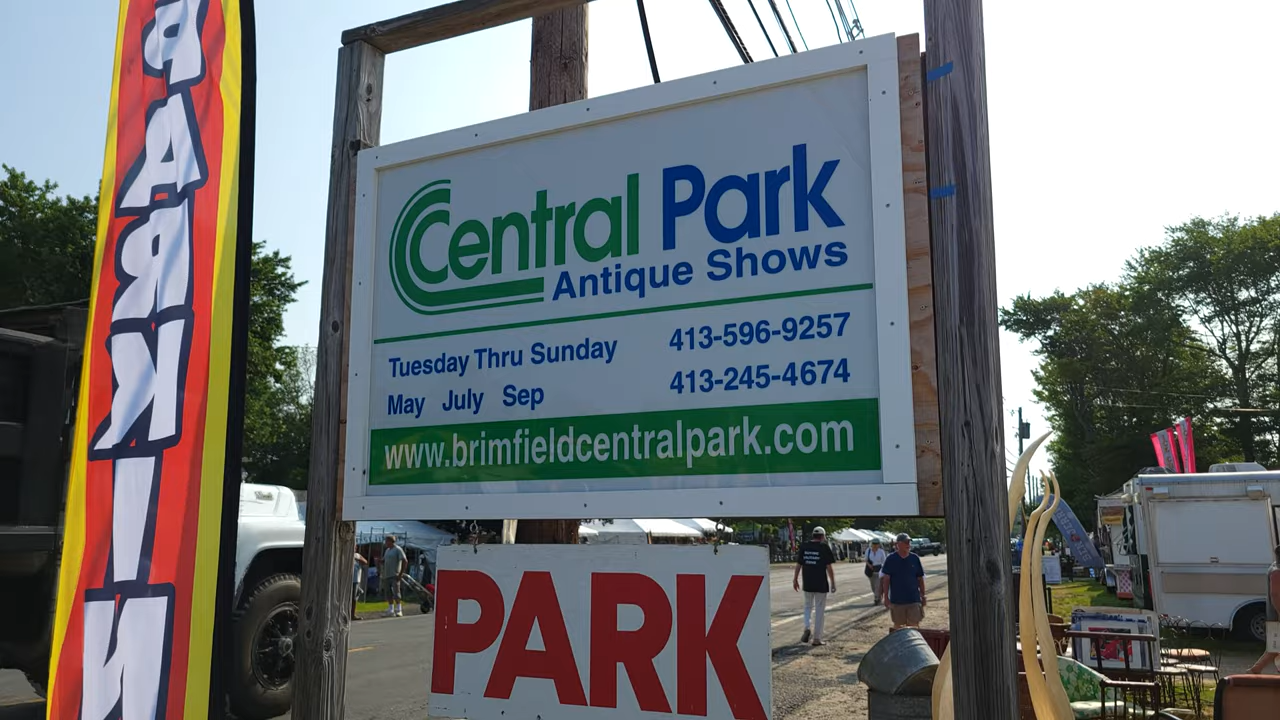 PARKIN
Central Park
Antique Shows
Tuesday Thru Sunday 413-596-9257
May July Sep 413-245-4674
www.brimfieldcentralpark.com
PARK